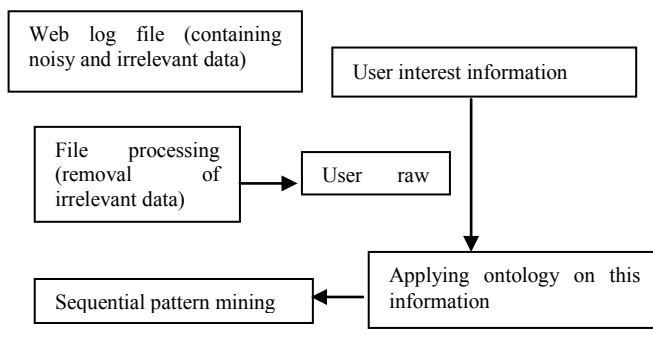 Web log file (containing
noisy and irrelevant data)
User interest information
File processing
(removal of
irrelevant data)
User raw
Applying ontology on this
information
Sequential pattern mining